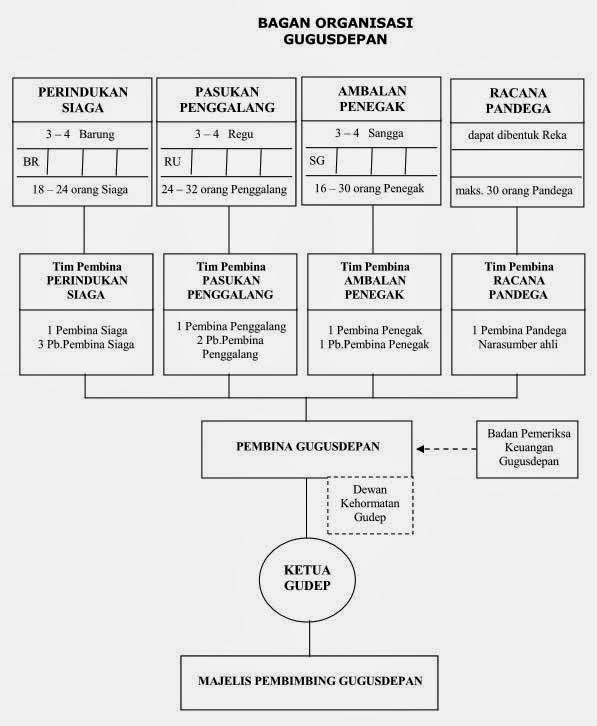 BAGAN ORGANISASI
GUGUSDEPAN
PERINDUKAN
SIAGA
3 – 4 Barung
BR
18 – 24 orang Siaga
PASUKAN
PENGGALANG
3 – 4 Regu
RU
24 – 32 orang Penggalang
AMBALAN
PENEGAK
3 – 4 Sangga
SG
16 – 30 orang Penegak
RACANA
PANDEGA
dapat dibentuk Reka
maks. 30 orang Pandega
Tim Pembina
PERINDUKAN
SIAGA
1 Pembina Siaga
3 Pb.Pembina Siaga
Tim Pembina
PASUKAN
PENGGALANG
1 Pembina Penggalang
2 Pb.Pembina
Penggalang
Tim Pembina
AMBALAN
PENEGAK
1 Pembina Penegak
1 Pb.Pembina Penegak
Tim Pembina
RACANA
PANDEGA
1 Pembina Pandega
Narasumber ahli
PEMBINA GUGUSDEPAN
Badan Pemeriksa
Keuangan
Gugusdepan
Dewan
Kehormatan
Gudep
KETUA
GUDEP
MAJELIS PEMBIMBING GUGUSDEPAN